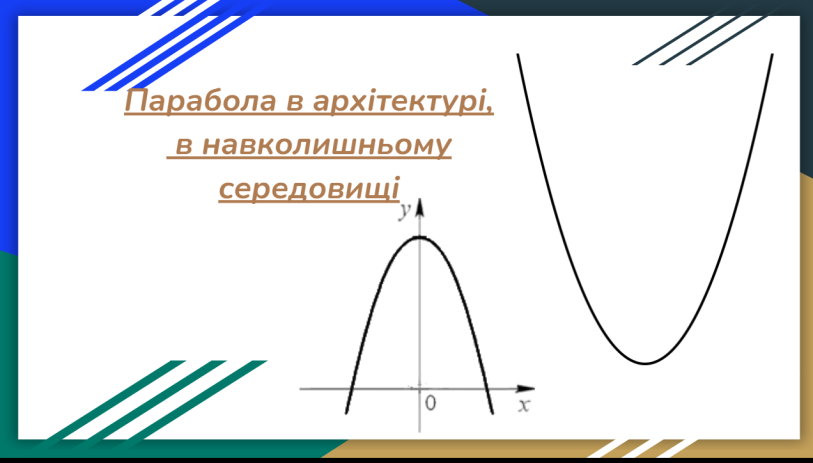 Парабола в архітектурі,
в навколишньому
середовищі
y
0
x